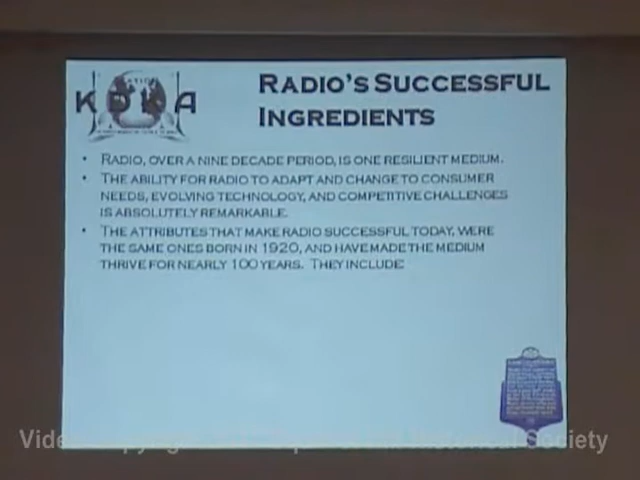 KDKA
RADIO'S SUCCESSFUL
INGREDIENTS
• RADIO, OVER A NINE DECADE PERIOD, IS ONE RESILIENT MEDIUM.
• THE ABILITY FOR RADIO TO ADAPT AND CHANGE TO CONSUMER
NEEDS, EVOLVING TECHNOLOGY, AND COMPETITIVE CHALLENGES
IS ABSOLUTELY REMARKABLE.
• THE ATTRIBUTES THAT MAKE RADIO SUCCESSFUL TODAY, WERE
THE SAME ONES BORN IN 1920, AND HAVE MADE THE MEDIUM
THRIVE FOR NEARLY 100 YEARS. THEY INCLUDE:
Video Copyright Historical Society